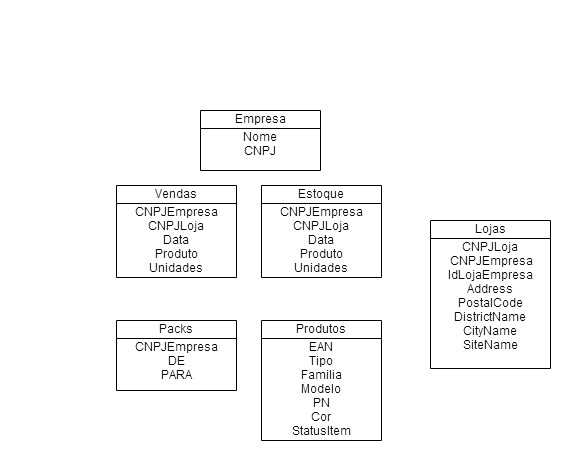 Empresa
Nome
CNPJ
Vendas
CNPJEmpresa
CNPJLoja
Data
Produto
Unidades
Estoque
CNPJEmpresa
CNPJLoja
Data
Produto
Unidades
Lojas
CNPJLoja
CNPJEmpresa
IdLojaEmpresa
Address
PostalCode
DistrictName
CityName
SiteName
Packs
CNPJEmpresa
DE
PARA
Produtos
EAN
Tipo
Familia
Modelo
PN
Cor
StatusItem